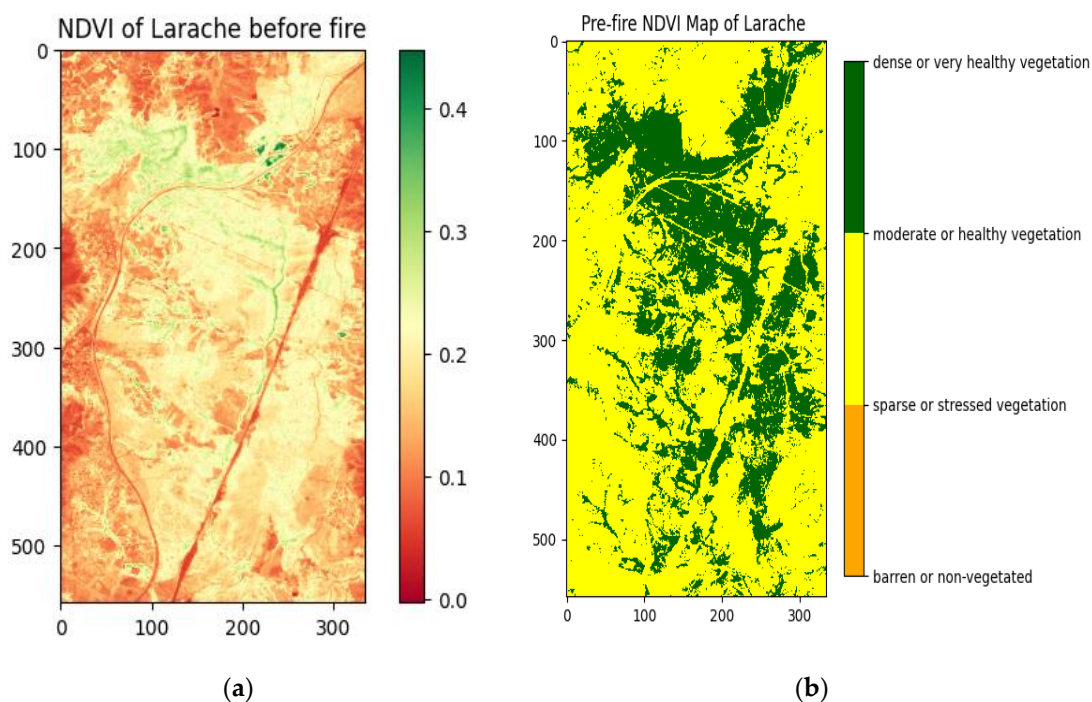 NDVI of Larache before fire
0
100
200
300
400
500
0 100 200 300
0.4
0.3
0.2
0.1
0.0
(a)
Pre-fire NDVI Map of Larache
0
100
200
300
400
500
0 100 200 300
dense or very healthy vegetation
moderate or healthy vegetation
sparse or stressed vegetation
barren or non-vegetated
(b)